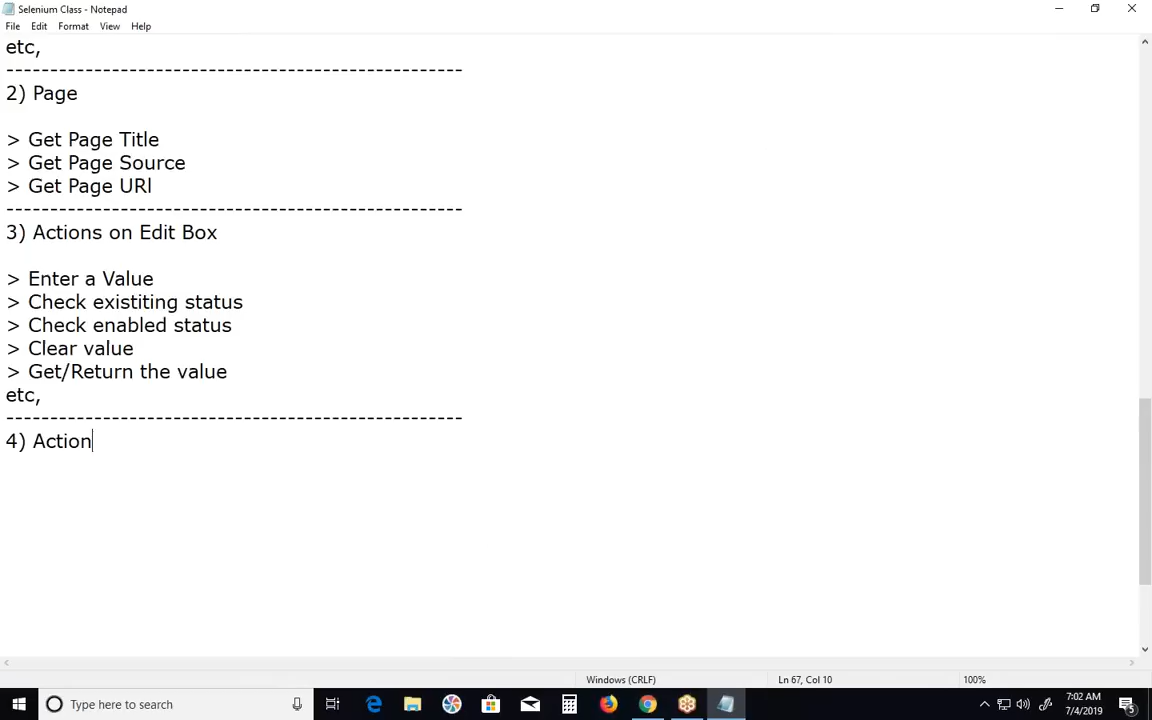 Selenium Class - Notepad
File Edit Format View Help
etc,
--------------------------------------------------
2) Page
> Get Page Title
> Get Page Source
> Get Page URl
--------------------------------------------------
3) Actions on Edit Box
> Enter a Value
> Check existiting status
> Check enabled status
> Clear value
> Get/Return the value
etc,
--------------------------------------------------
4) Action
Windows (CRLF) Ln 67, Col 10 100%
Type here to search
7:02 AM
7/4/2019
5